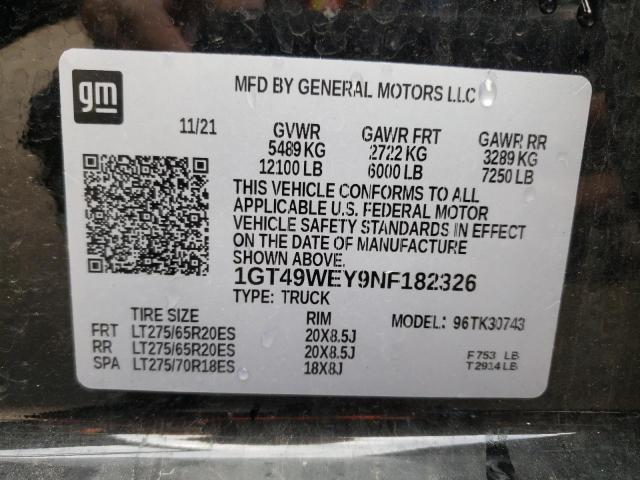 gm
MFD BY GENERAL MOTORS LLC
11/21 GVWR GAWR FRT GAWR RR
5489 KG 2722 KG 3289 KG
12100 LB 6000 LB 7250 LB
THIS VEHICLE CONFORMS TO ALL
APPLICABLE U.S. FEDERAL MOTOR
VEHICLE SAFETY STANDARDS IN EFFECT
ON THE DATE OF MANUFACTURE
SHOWN ABOVE.
1GT49WEY9NF182326
TYPE: TRUCK
TIRE SIZE RIM MODEL: 96TK30743
FRT LT275/65R20ES 20X8.5J
RR LT275/65R20ES 20X8.5J F753 LB
SPA LT275/70R18ES 18X8J T2914 LB